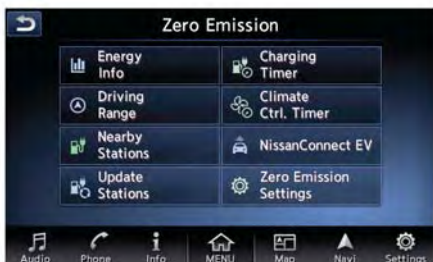 Zero Emission
Energy
Info
Charging
Timer
Driving
Range
Climate
Ctrl. Timer
Nearby
Stations
NissanConnect EV
Update
Stations
Zero Emission
Settings
Audio
Phone
Info
MENU
Map
Navi
Settings